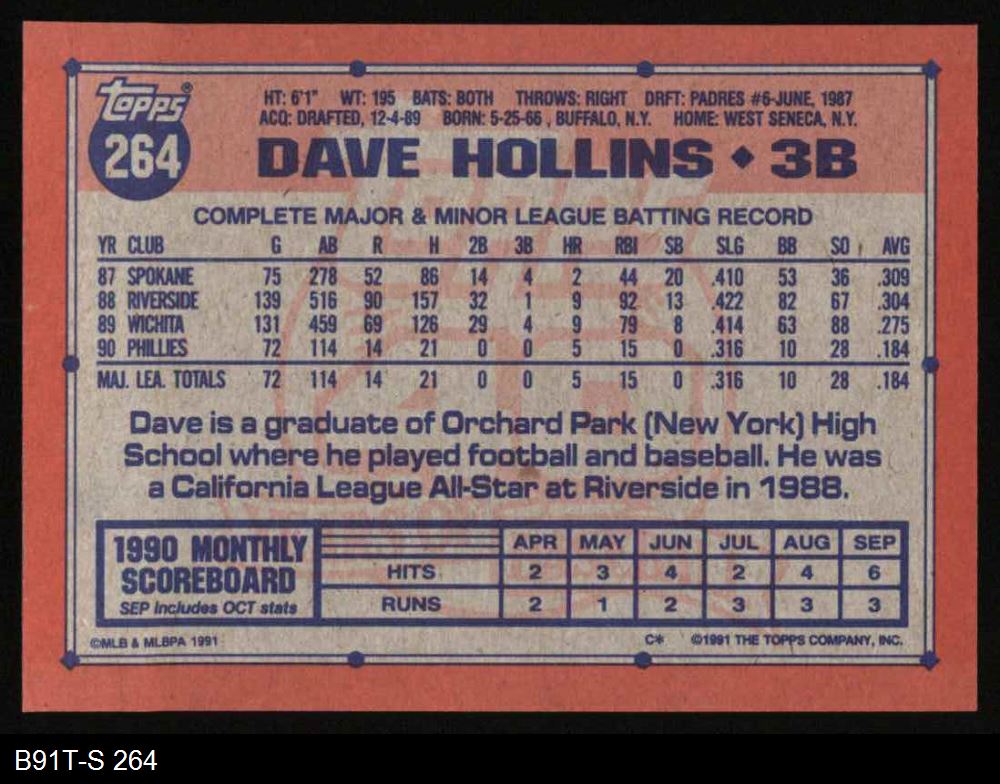 Topps®
264
HT: 6'1" WT: 195 BATS: BOTH THROWS: RIGHT DRFT: PADRES #6-JUNE, 1987
ACQ: DRAFTED, 12-4-89 BORN: 5-25-66 , BUFFALO, N.Y. HOME: WEST SENECA, N.Y.
DAVE HOLLINS ◆ 3B
COMPLETE MAJOR & MINOR LEAGUE BATTING RECORD
YR CLUB G AB R H 2B 3B HR RBI SB SLG BB SO AVG
87 SPOKANE 75 278 52 86 14 4 2 44 20 .410 53 36 .309
88 RIVERSIDE 139 516 90 157 32 1 9 92 13 .422 82 67 .304
89 WICHITA 131 459 69 126 29 4 9 79 8 .414 63 88 .275
90 PHILLIES 72 114 14 21 0 0 5 15 0 .316 10 28 .184
MAJ. LEA. TOTALS 72 114 14 21 0 0 5 15 0 .316 10 28 .184
Dave is a graduate of Orchard Park (New York) High
School where he played football and baseball. He was
a California League All-Star at Riverside in 1988.
1990 MONTHLY
SCOREBOARD
SEP includes OCT stats
APR MAY JUN JUL AUG SEP
HITS 2 3 4 2 4 6
RUNS 2 1 2 3 3 3
©MLB & MLBPA 1991
C* ©1991 THE TOPPS COMPANY, INC.
B91T-S 264